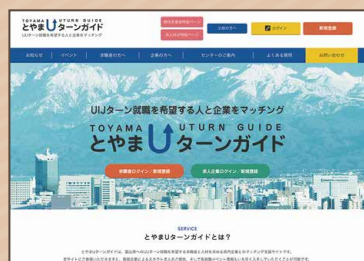 TOYAMA UTURN GUIDE
とやまUターンガイド
UIJターン就職を希望する人と企業をマッチング
ログイン
新規登録
お知らせ
イベント
求職者の方へ
企業の方へ
センターのご案内
よくある質問
お問い合わせ
UIJターン就職を希望する人と企業をマッチング
TOYAMA UTURN GUIDE
とやまUターンガイド
求職者ログイン／新規登録
求人企業ログイン／新規登録
SERVICE
とやまUターンガイドとは？